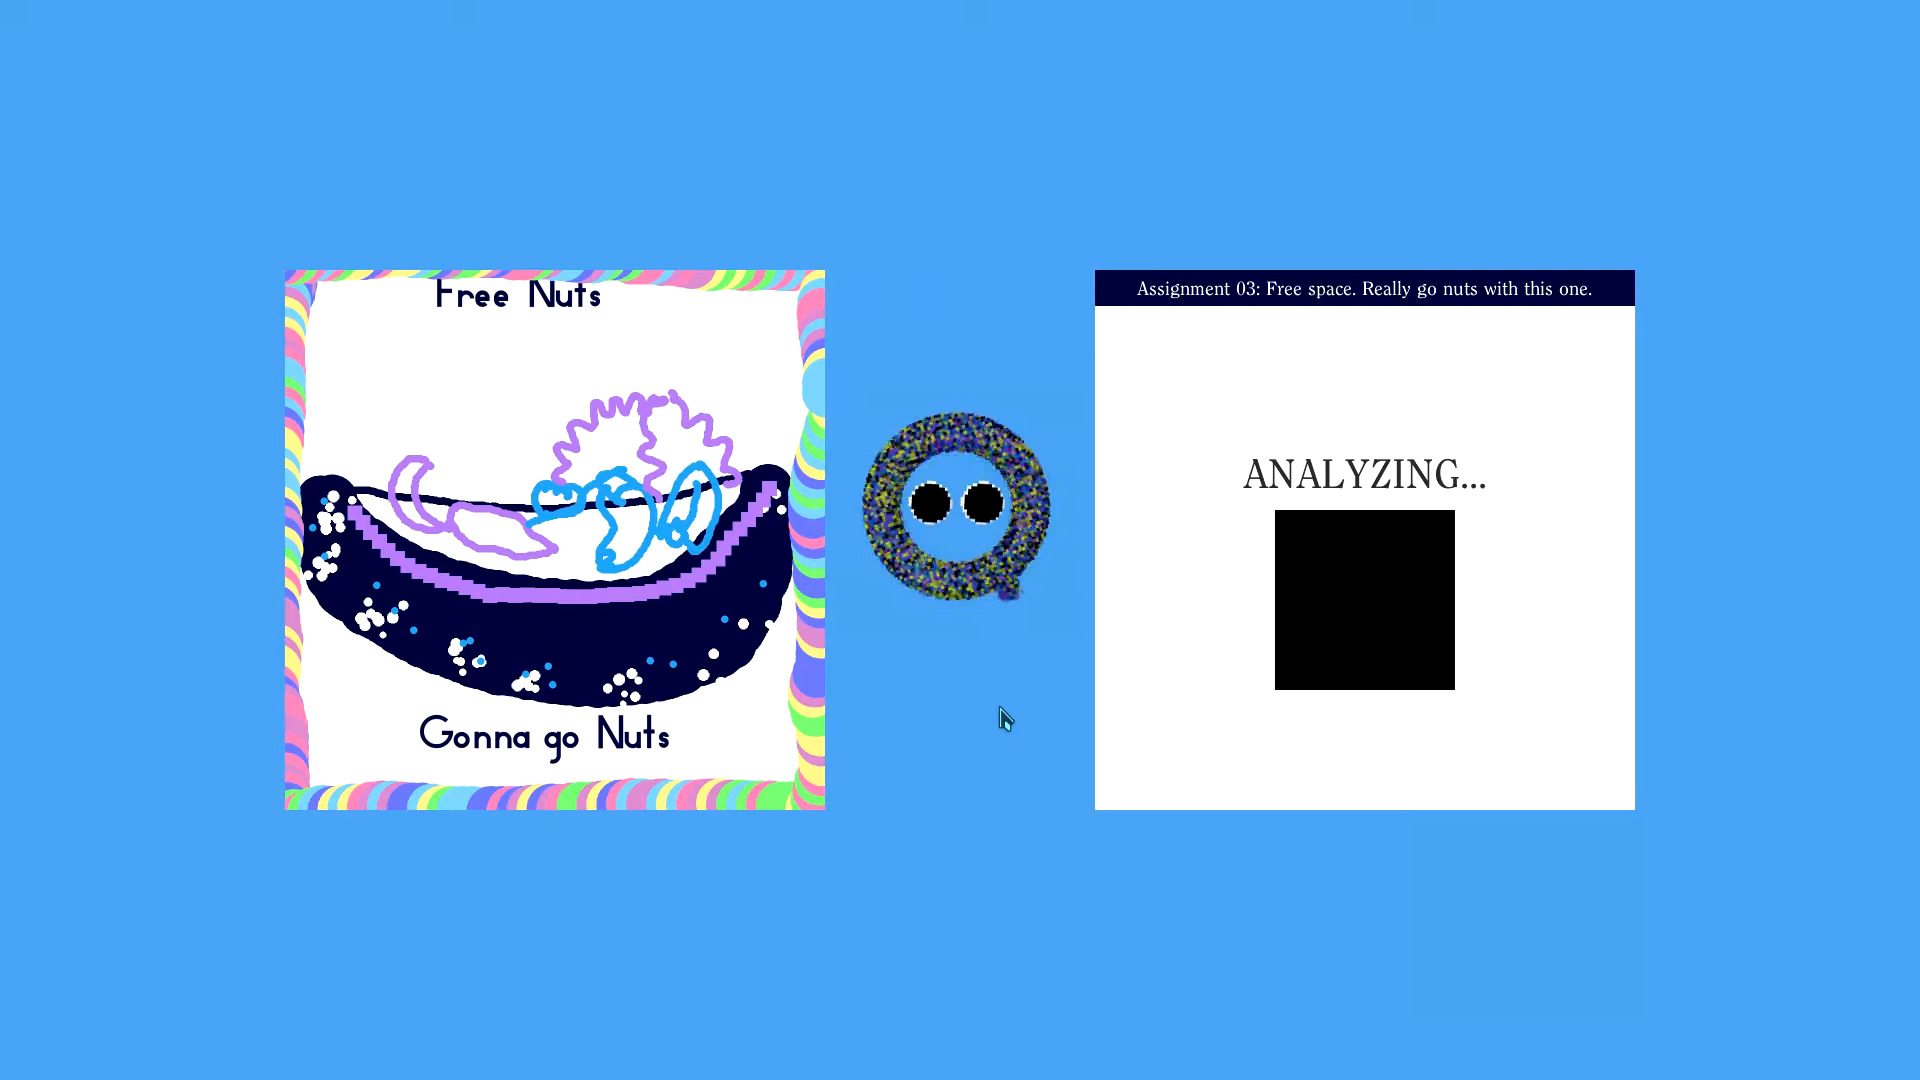 Free Nuts
Gonna go Nuts
Assignment 03: Free space. Really go nuts with this one.
ANALYZING...